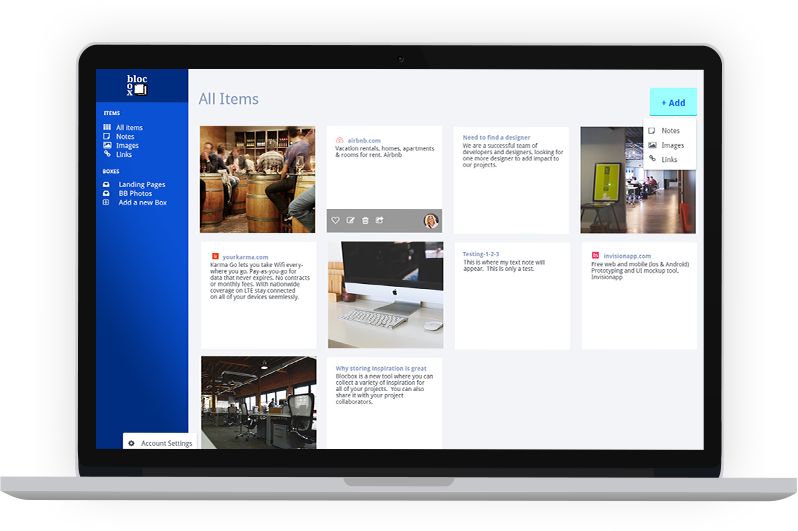 bloc
o
x
ITEMS
All items
Notes
Images
Links
BOXES
Landing Pages
BB Photos
Add a new Box
Account Settings
All Items
+ Add
Notes
Images
Links
airbnb.com
Vacation rentals, homes, apartments
& rooms for rent. Airbnb
Need to find a designer
We are a successful team of
developers and designers, looking for
one more designer to add impact to
our projects.
yourkarma.com
Karma Go lets you take Wifi every-
where you go. Pay-as-you-go for
data that never expires. No contracts
or monthly fees. With nationwide
coverage on LTE stay connected
on all of your devices seemlessly.
Testing-1-2-3
This is where my text note will
appear. This is only a test.
in
invisionapp.com
Free web and mobile (ios & Android)
Prototyping and UI mockup tool.
Invisionapp
Why storing inspiration is great
Blocbox is a new tool where you can
collect a variety of inspiration for
all of your projects. You can also
share it with your project
collaborators.